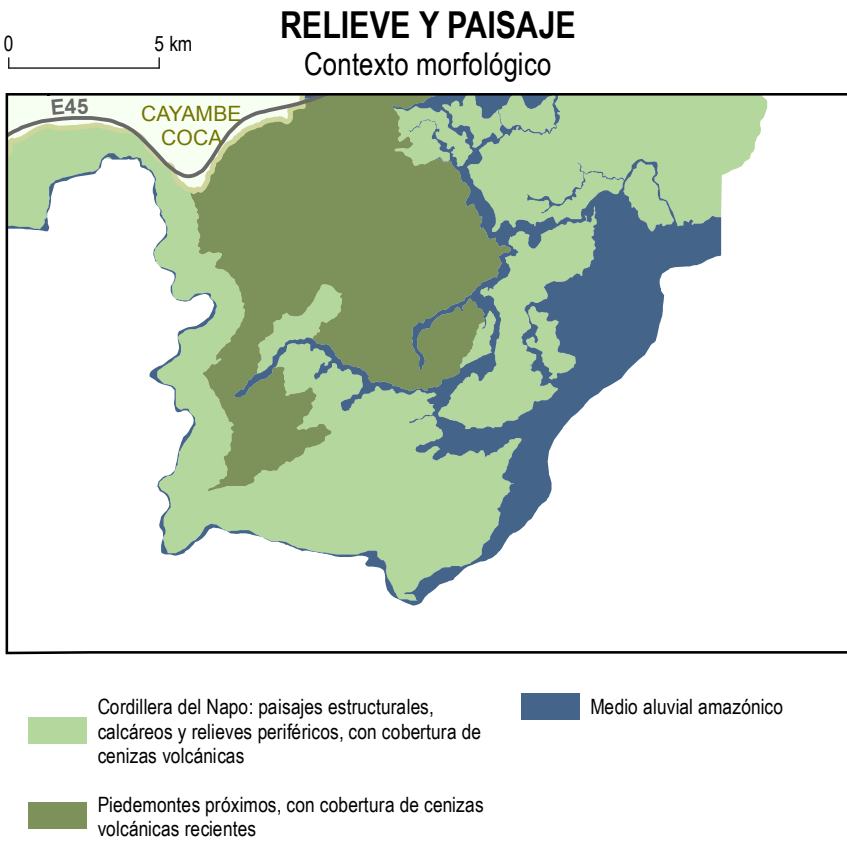 RELIEVE Y PAISAJE
Contexto morfológico
0 5 km
E45
CAYAMBE
COCA
Cordillera del Napo: paisajes estructurales,
calcáreos y relieves periféricos, con cobertura de
cenizas volcánicas
Piedemontes próximos, con cobertura de cenizas
volcánicas recientes
Medio aluvial amazónico